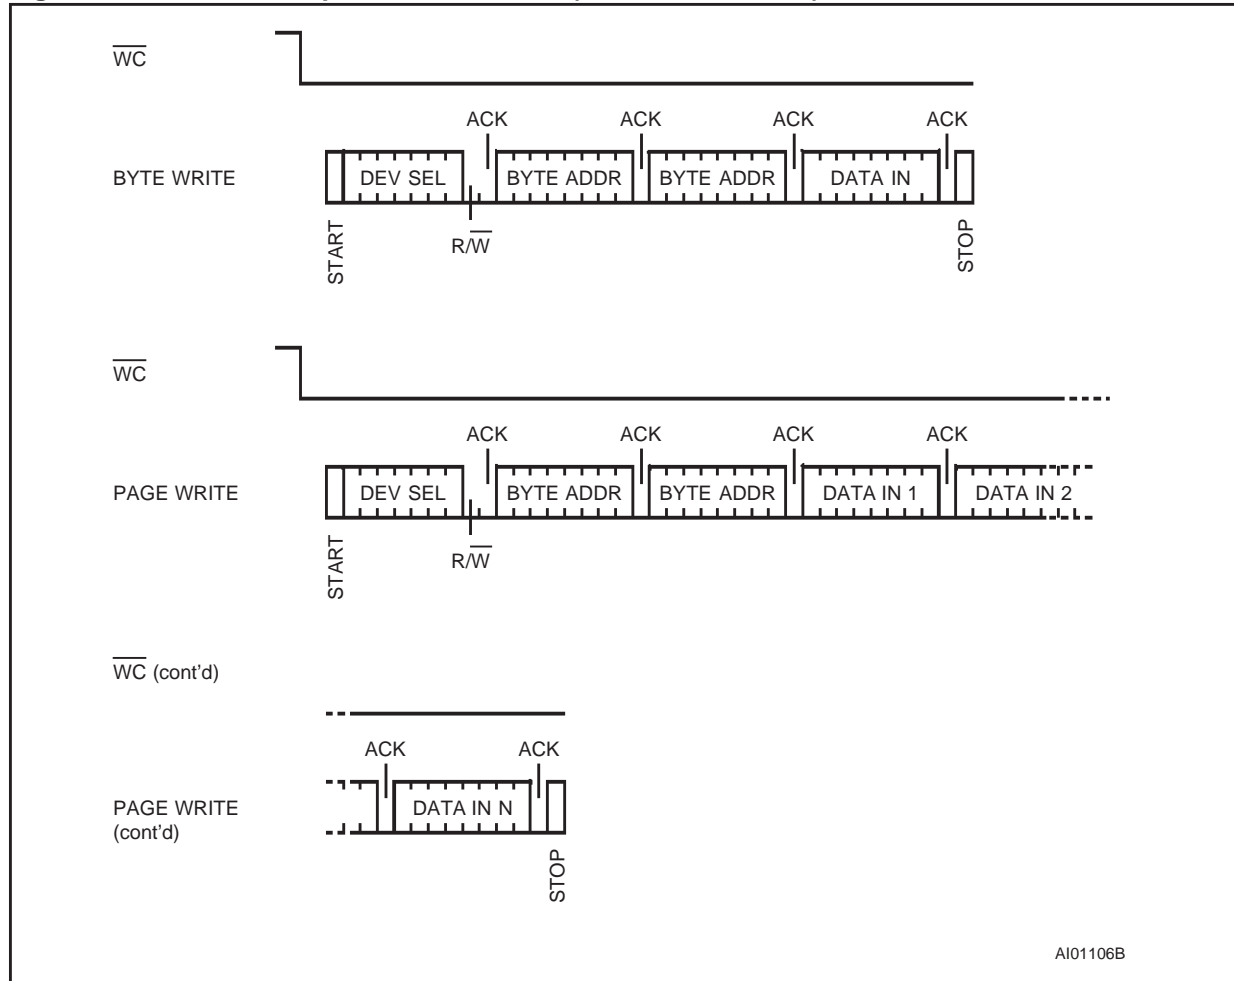 WC
ACK ACK ACK ACK
BYTE WRITE DEV SEL BYTE ADDR BYTE ADDR DATA IN
START R/W STOP
WC
ACK ACK ACK ACK
PAGE WRITE DEV SEL BYTE ADDR BYTE ADDR DATA IN 1 DATA IN 2
START R/W
WC (cont'd)
ACK ACK
PAGE WRITE DATA IN N
(cont'd)
STOP
AI01106B